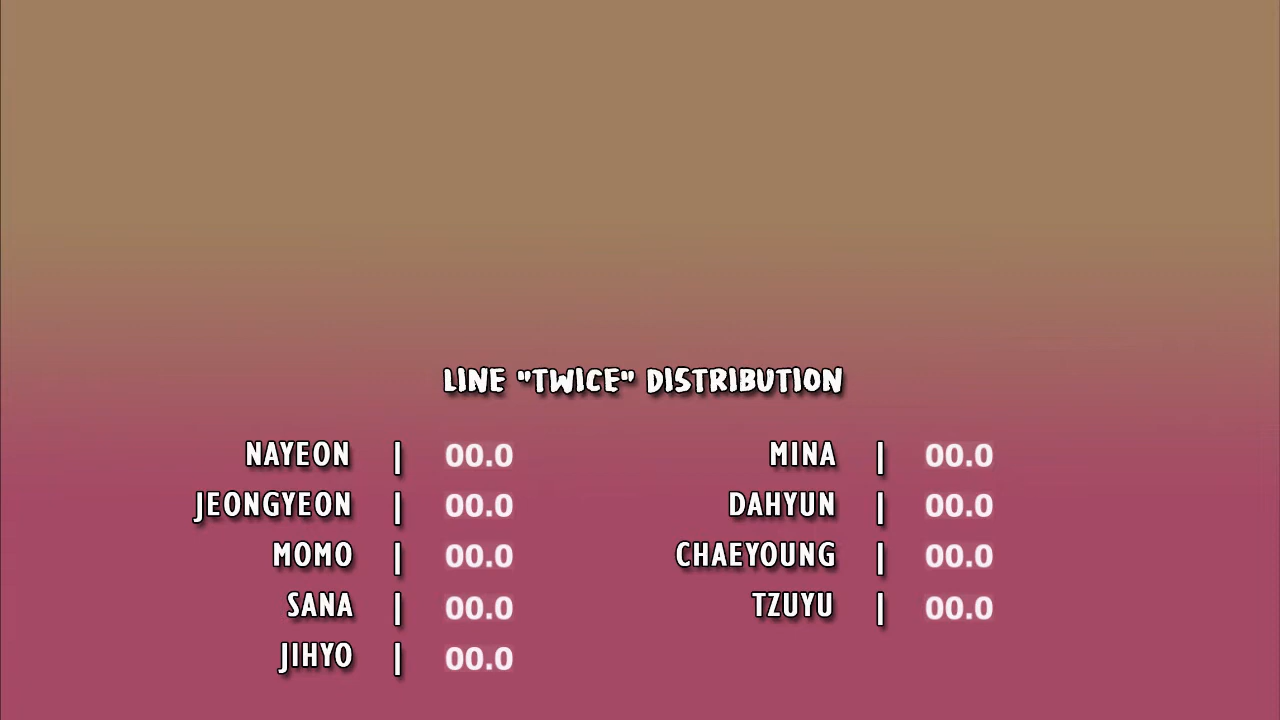 LINE "TWICE" DISTRIBUTION
NAYEON | 00.0
JEONGYEON | 00.0
MOMO | 00.0
SANA | 00.0
JIHYO | 00.0
MINA | 00.0
DAHYUN | 00.0
CHAEYOUNG | 00.0
TZUYU | 00.0